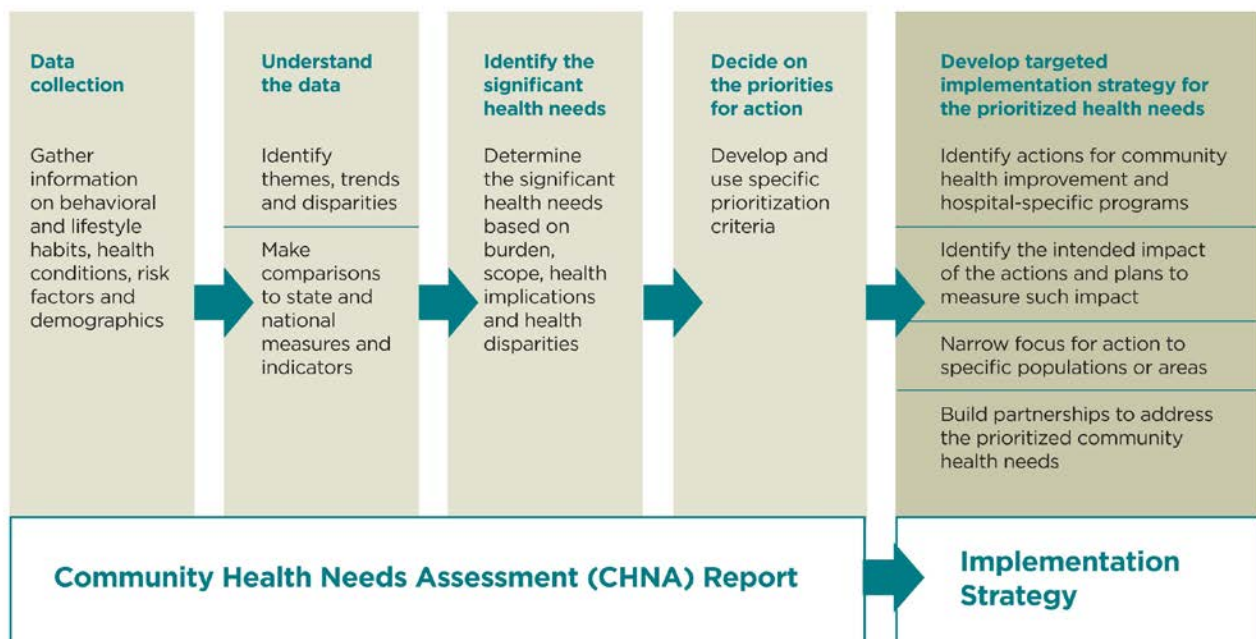 Data
collection
Gather
information
on behavioral
and lifestyle
habits, health
conditions, risk
factors and
demographics
Understand
the data
Identify
themes, trends
and disparities
Make
comparisons
to state and
national
measures and
indicators
Identify the
significant
health needs
Determine
the significant
health needs
based on
burden,
scope, health
implications
and health
disparities
Decide on
the priorities
for action
Develop and
use specific
prioritization
criteria
Develop targeted
implementation strategy for
the prioritized health needs
Identify actions for community
health improvement and
hospital-specific programs
Identify the intended impact
of the actions and plans to
measure such impact
Narrow focus for action to
specific populations or areas
Build partnerships to address
the prioritized community
health needs
Community Health Needs Assessment (CHNA) Report
Implementation
Strategy